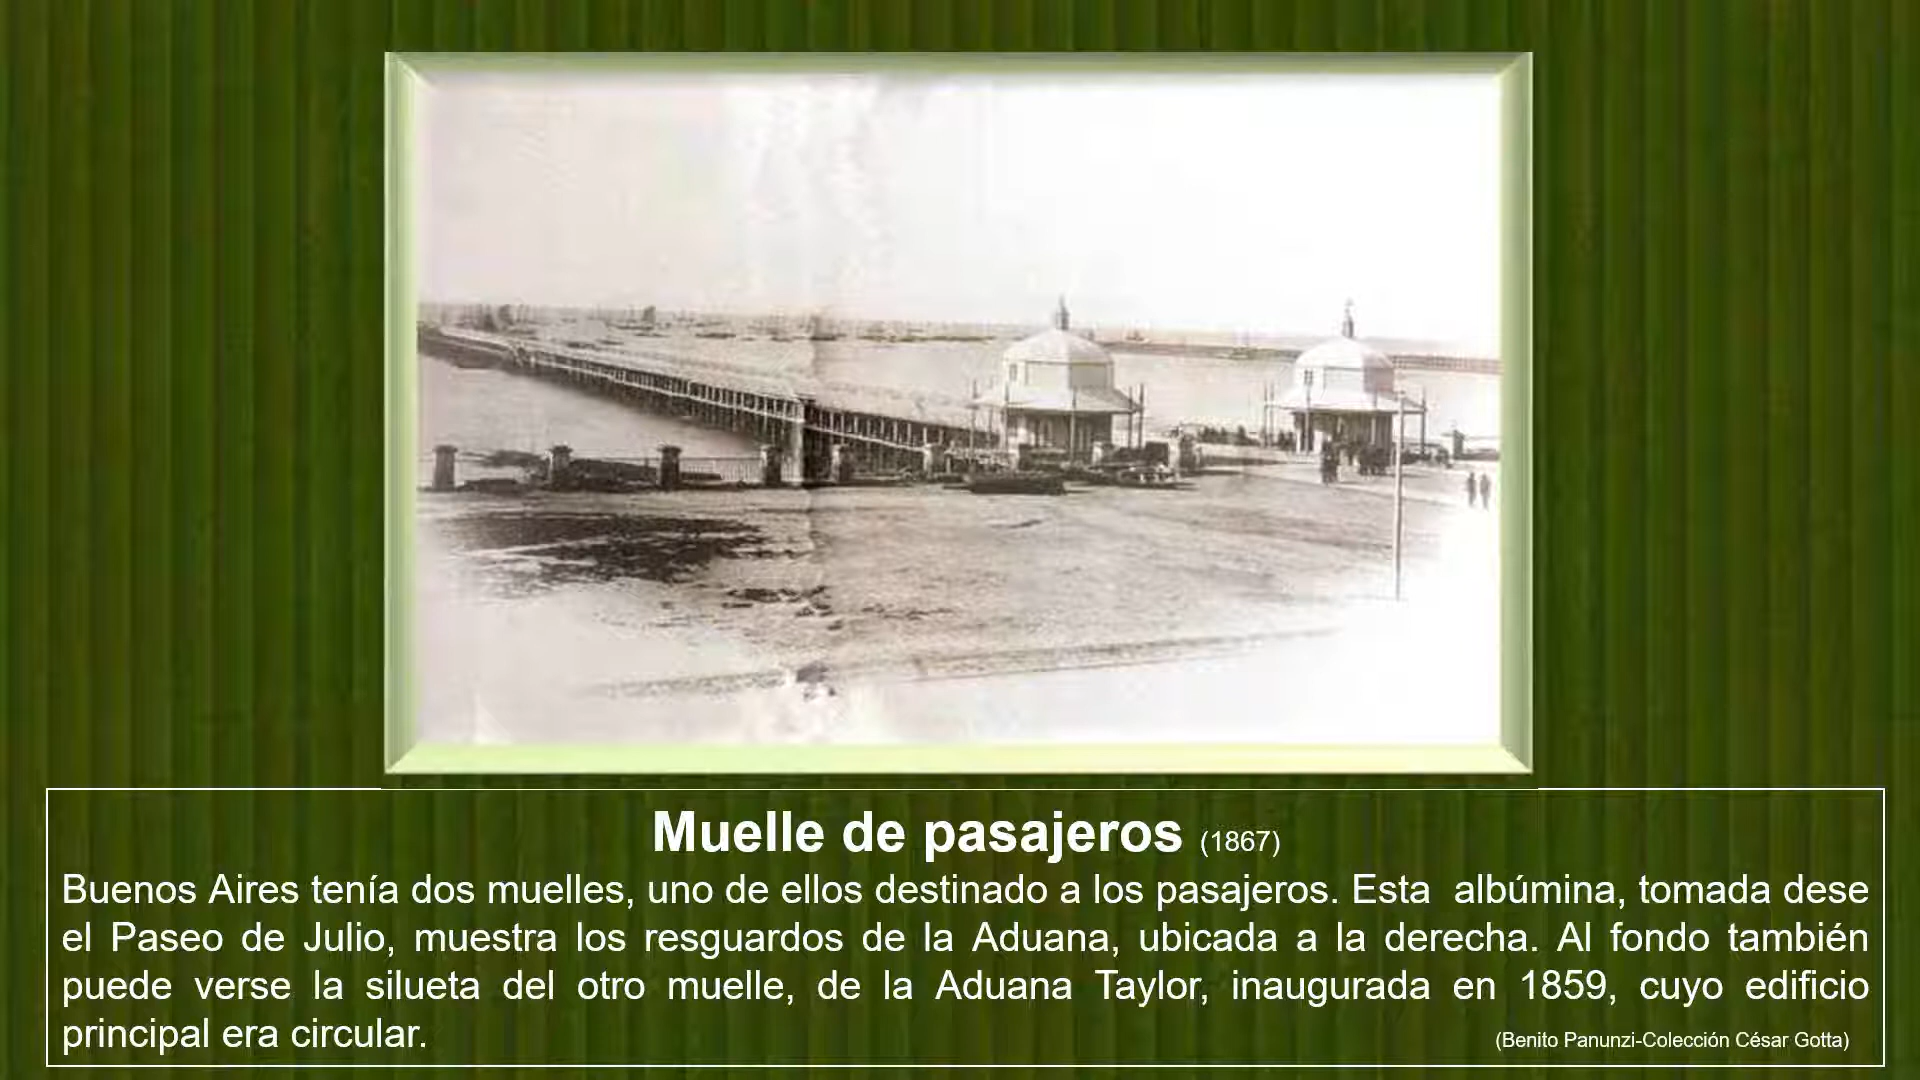 Muelle de pasajeros (1867)
Buenos Aires tenía dos muelles, uno de ellos destinado a los pasajeros. Esta  albúmina, tomada dese
el Paseo de Julio, muestra los resguardos de la Aduana, ubicada a la derecha. Al fondo también
puede verse la silueta del otro muelle, de la Aduana Taylor, inaugurada en 1859, cuyo edificio
principal era circular.
(Benito Panunzi-Colección César Gotta)